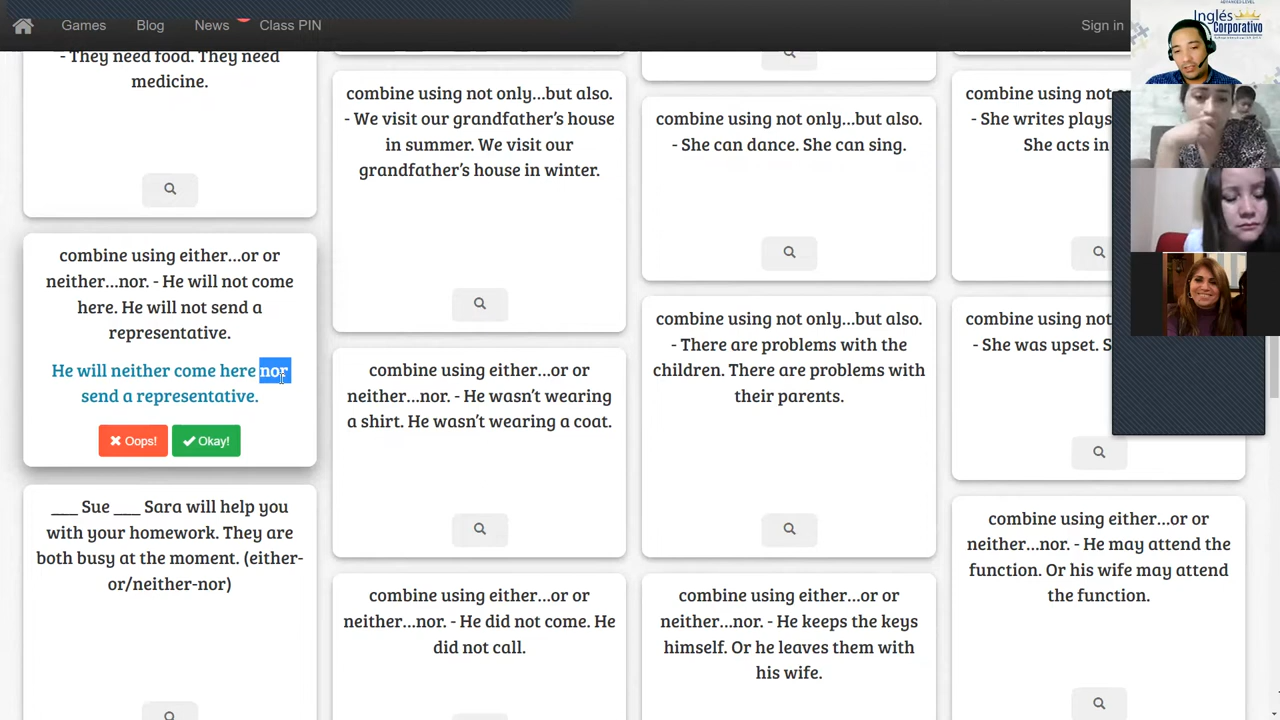 Games
Blog
News
Class PIN
Sign in
ADVANCED LEVEL
Inglés
Corporativo
- They need food. They need
medicine.
combine using either...or or
neither...nor. - He will not come
here. He will not send a
representative.
He will neither come here nor
send a representative.
Oops!
Okay!
___ Sue ___ Sara will help you
with your homework. They are
both busy at the moment. (either-
or/neither-nor)
combine using not only...but also.
- We visit our grandfather's house
in summer. We visit our
grandfather's house in winter.
combine using either...or or
neither...nor. - He wasn't wearing
a shirt. He wasn't wearing a coat.
combine using either...or or
neither...nor. - He did not come. He
did not call.
combine using not only...but also.
- She can dance. She can sing.
combine using not only...but also.
- There are problems with the
children. There are problems with
their parents.
combine using either...or or
neither...nor. - He keeps the keys
himself. Or he leaves them with
his wife.
combine using not
- She writes plays
She acts in
combine using not
- She was upset. S
combine using either...or or
neither...nor. - He may attend the
function. Or his wife may attend
the function.